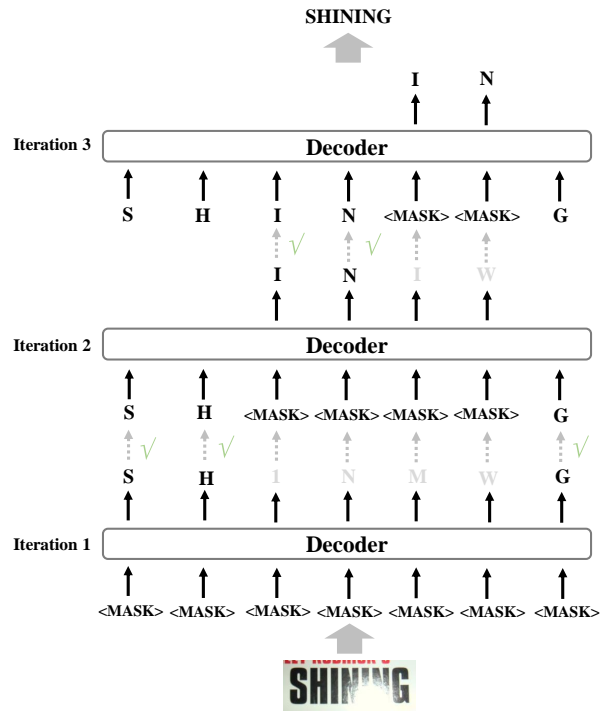 SHINING
I N
Iteration 3 Decoder
S H I N <MASK> <MASK> G
√ √
I N I W
Iteration 2 Decoder
S H <MASK> <MASK> <MASK> <MASK> G
√ √ √
S H 1 N M W G
Iteration 1 Decoder
<MASK> <MASK> <MASK> <MASK> <MASK> <MASK> <MASK>
SHINING